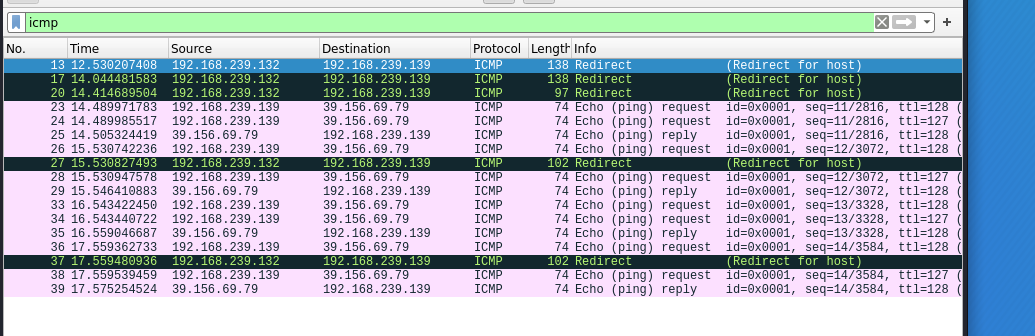 icmp
No. Time Source Destination Protocol Length Info
13 12.530207408 192.168.239.132 192.168.239.139 ICMP 138 Redirect (Redirect for host)
17 14.044481583 192.168.239.132 192.168.239.139 ICMP 138 Redirect (Redirect for host)
20 14.414689504 192.168.239.132 192.168.239.139 ICMP 97 Redirect (Redirect for host)
23 14.489971783 192.168.239.139 39.156.69.79 ICMP 74 Echo (ping) request id=0x0001, seq=11/2816, ttl=128 (
24 14.489985517 192.168.239.139 39.156.69.79 ICMP 74 Echo (ping) request id=0x0001, seq=11/2816, ttl=127 (
25 14.505324419 39.156.69.79 192.168.239.139 ICMP 74 Echo (ping) reply id=0x0001, seq=11/2816, ttl=128 (
26 15.530742236 192.168.239.139 39.156.69.79 ICMP 74 Echo (ping) request id=0x0001, seq=12/3072, ttl=128 (
27 15.530827493 192.168.239.132 192.168.239.139 ICMP 102 Redirect (Redirect for host)
28 15.530947578 192.168.239.139 39.156.69.79 ICMP 74 Echo (ping) request id=0x0001, seq=12/3072, ttl=127 (
29 15.546410883 39.156.69.79 192.168.239.139 ICMP 74 Echo (ping) reply id=0x0001, seq=12/3072, ttl=128 (
33 16.543422450 192.168.239.139 39.156.69.79 ICMP 74 Echo (ping) request id=0x0001, seq=13/3328, ttl=128 (
34 16.543440722 192.168.239.139 39.156.69.79 ICMP 74 Echo (ping) request id=0x0001, seq=13/3328, ttl=127 (
35 16.559046687 39.156.69.79 192.168.239.139 ICMP 74 Echo (ping) reply id=0x0001, seq=13/3328, ttl=128 (
36 17.559362733 192.168.239.139 39.156.69.79 ICMP 74 Echo (ping) request id=0x0001, seq=14/3584, ttl=128 (
37 17.559480936 192.168.239.132 192.168.239.139 ICMP 102 Redirect (Redirect for host)
38 17.559539459 192.168.239.139 39.156.69.79 ICMP 74 Echo (ping) request id=0x0001, seq=14/3584, ttl=127 (
39 17.575254524 39.156.69.79 192.168.239.139 ICMP 74 Echo (ping) reply id=0x0001, seq=14/3584, ttl=128 (